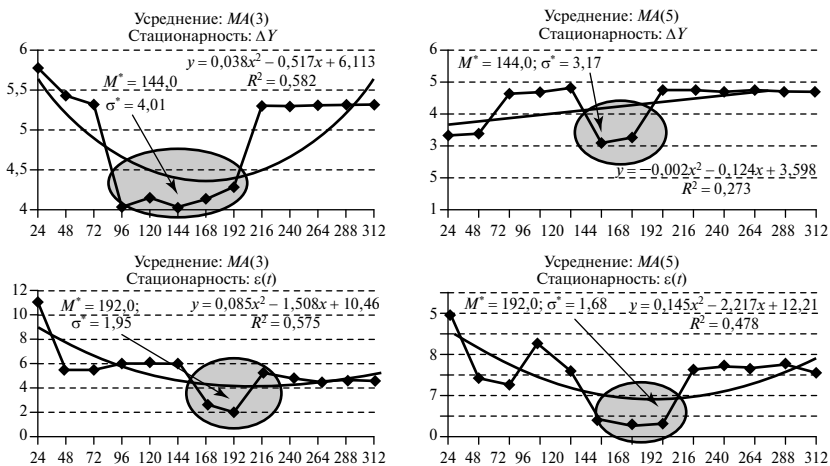 Усреднение: MA(3)
Стационарность: ΔY
6
5,5
5
4,5
4
M* = 144,0
σ* = 4,01
y = 0,038x² – 0,517x + 6,113
R² = 0,582
24 48 72 96 120 144 168 192 216 240 264 288 312
Усреднение: MA(5)
Стационарность: ΔY
6
5
4
3
5
1
M* = 144,0; σ* = 3,17
y = –0,002x² – 0,124x + 3,598
R² = 0,273
24 48 84 96 120 136 168 192 216 240 264 288 312
Усреднение: MA(3)
Стационарность: ε(t)
12
10
8
6
4
2
0
M* = 192,0;
σ* = 1,95
y = 0,085x² – 1,508x + 10,46
R² = 0,575
24 48 72 96 120 144 168 192 216 240 264 288 312
Усреднение: MA(5)
Стационарность: ε(t)
5
8
7
0
M* = 192,0; σ* = 1,68
y = 0,145x² – 2,217x + 12,21
R² = 0,478
24 48 84 96 120 136 168 192 216 240 264 288 312